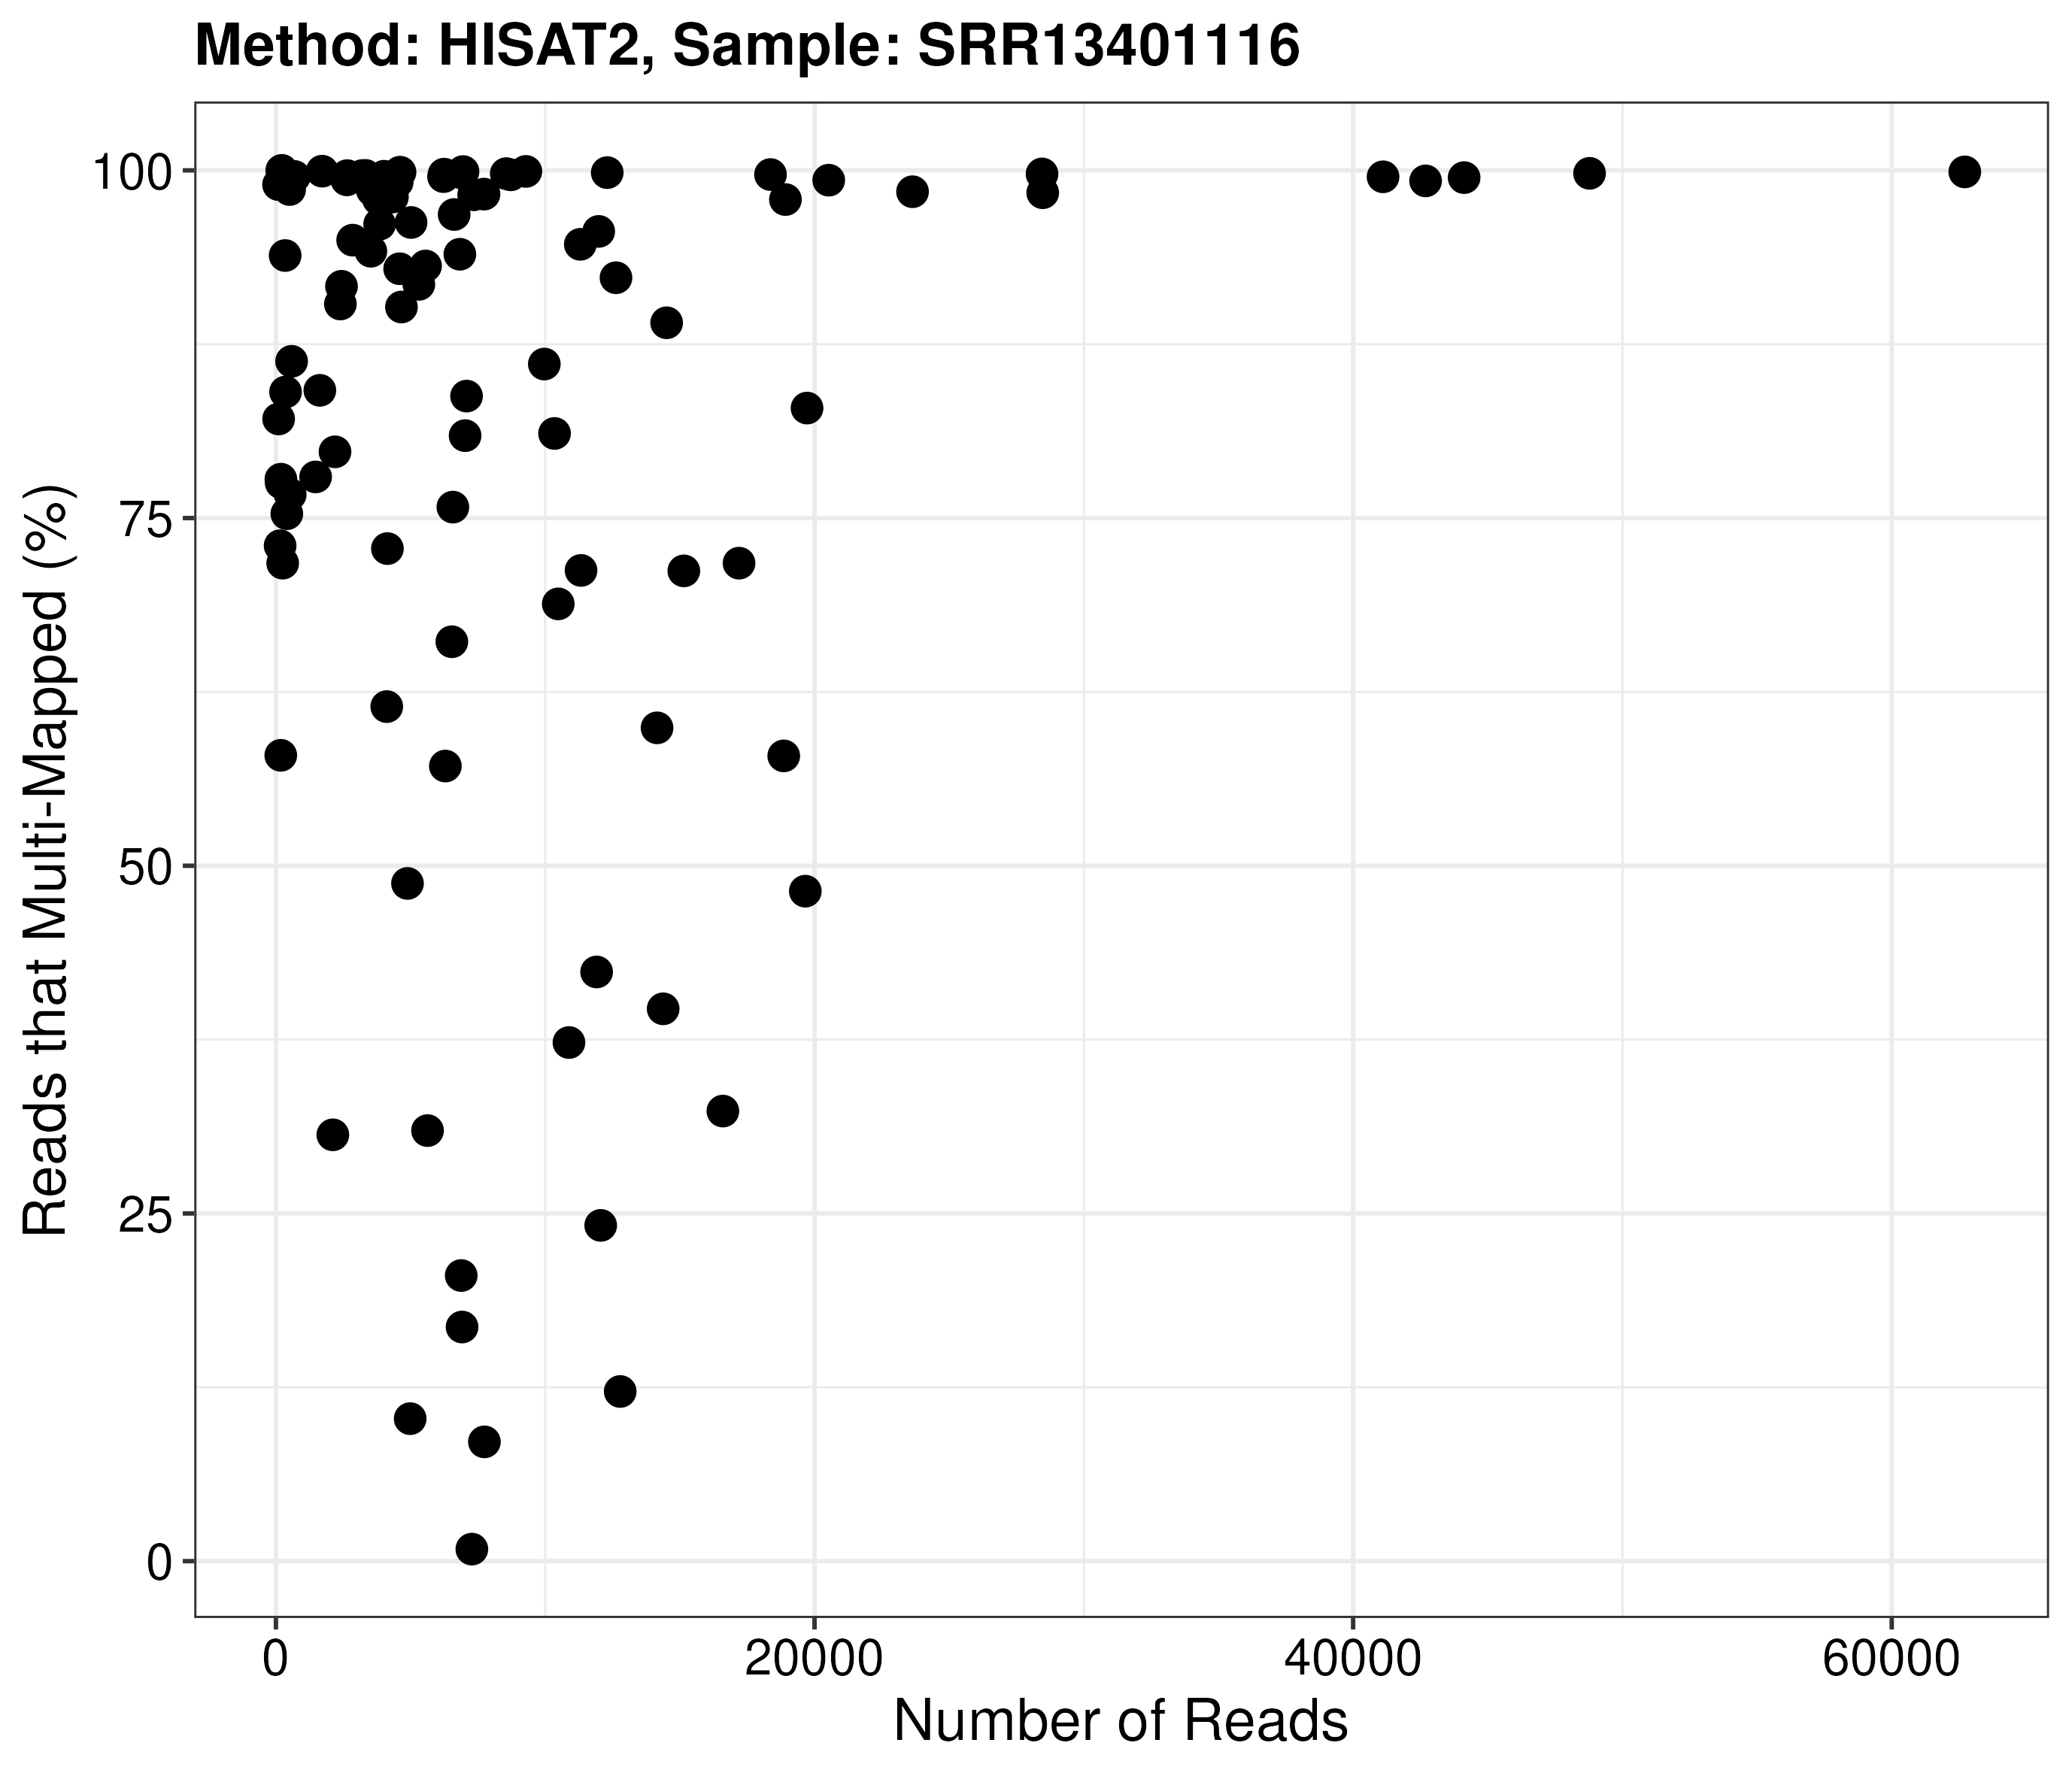 Method: HISAT2, Sample: SRR13401116
Reads that Multi-Mapped (%)
100
75
50
25
0
0 20000 40000 60000
Number of Reads